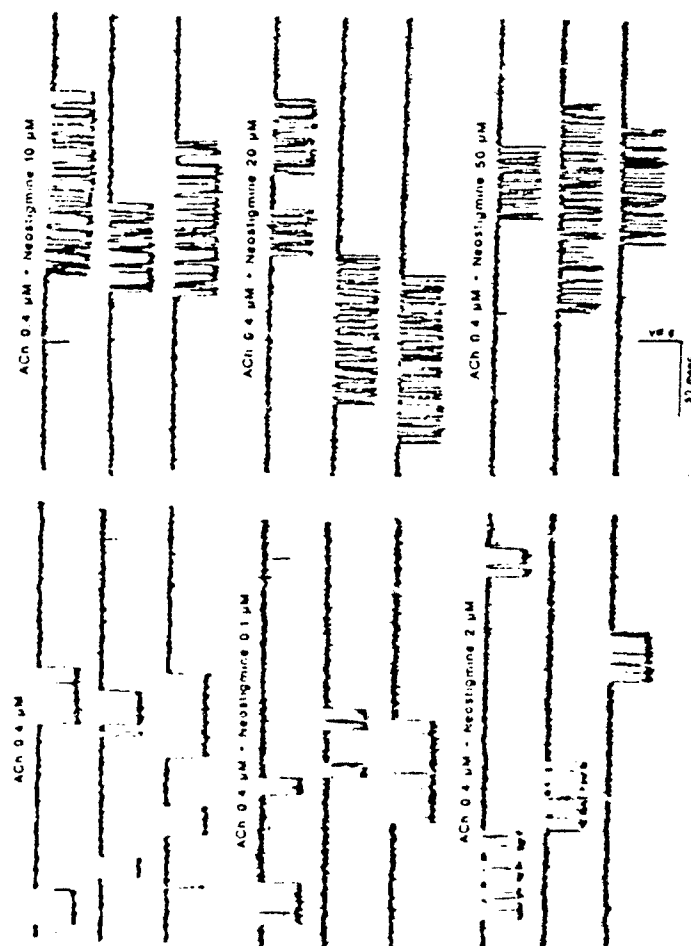 ACh 0.4 µM
ACh 0.4 µM + Neostigmine 0.1 µM
ACh 0.4 µM + Neostigmine 2 µM
ACh 0.4 µM + Neostigmine 10 µM
ACh 0.4 µM + Neostigmine 20 µM
ACh 0.4 µM + Neostigmine 50 µM